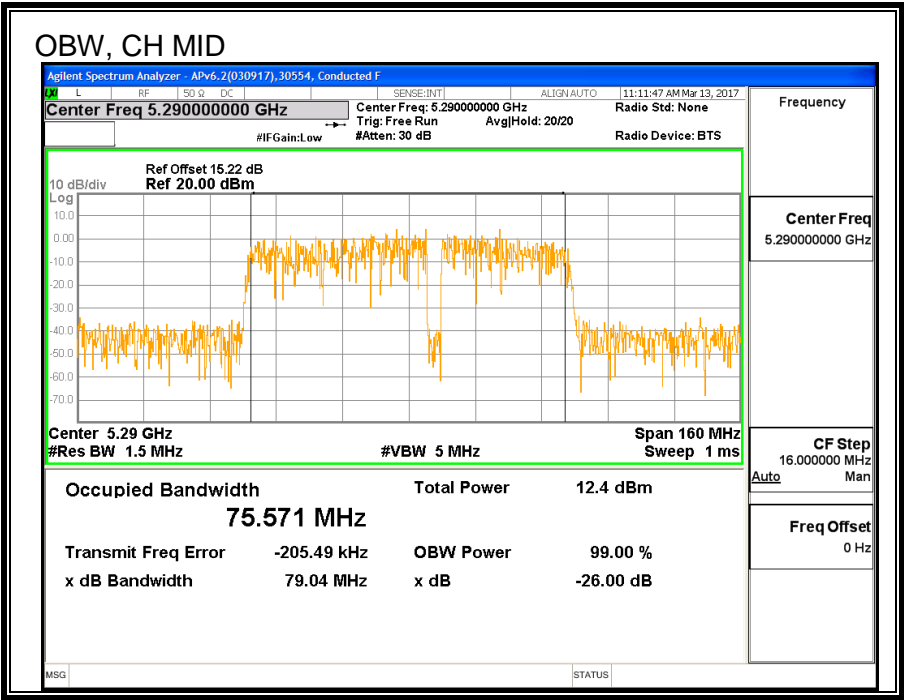 OBW, CH MID
Agilent Spectrum Analyzer - APv6.2(030917),30554, Conducted F
LXI L RF 50 Ω DC SENSE:INT ALIGN AUTO 11:11:47 AM Mar 13, 2017
Center Freq 5.290000000 GHz
Center Freq: 5.290000000 GHz Radio Std: None
Trig: Free Run Avg|Hold: 20/20
#IFGain:Low #Atten: 30 dB Radio Device: BTS
Ref Offset 15.22 dB
10 dB/div Ref 20.00 dBm
Log
10.0
0.00
-10.0
-20.0
-30.0
-40.0
-50.0
-60.0
-70.0
Center 5.29 GHz Span 160 MHz
#Res BW 1.5 MHz #VBW 5 MHz Sweep 1 ms
Occupied Bandwidth Total Power 12.4 dBm
75.571 MHz
Transmit Freq Error -205.49 kHz OBW Power 99.00 %
x dB Bandwidth 79.04 MHz x dB -26.00 dB
MSG STATUS
Frequency
Center Freq
5.290000000 GHz
CF Step
16.000000 MHz
Auto Man
Freq Offset
0 Hz